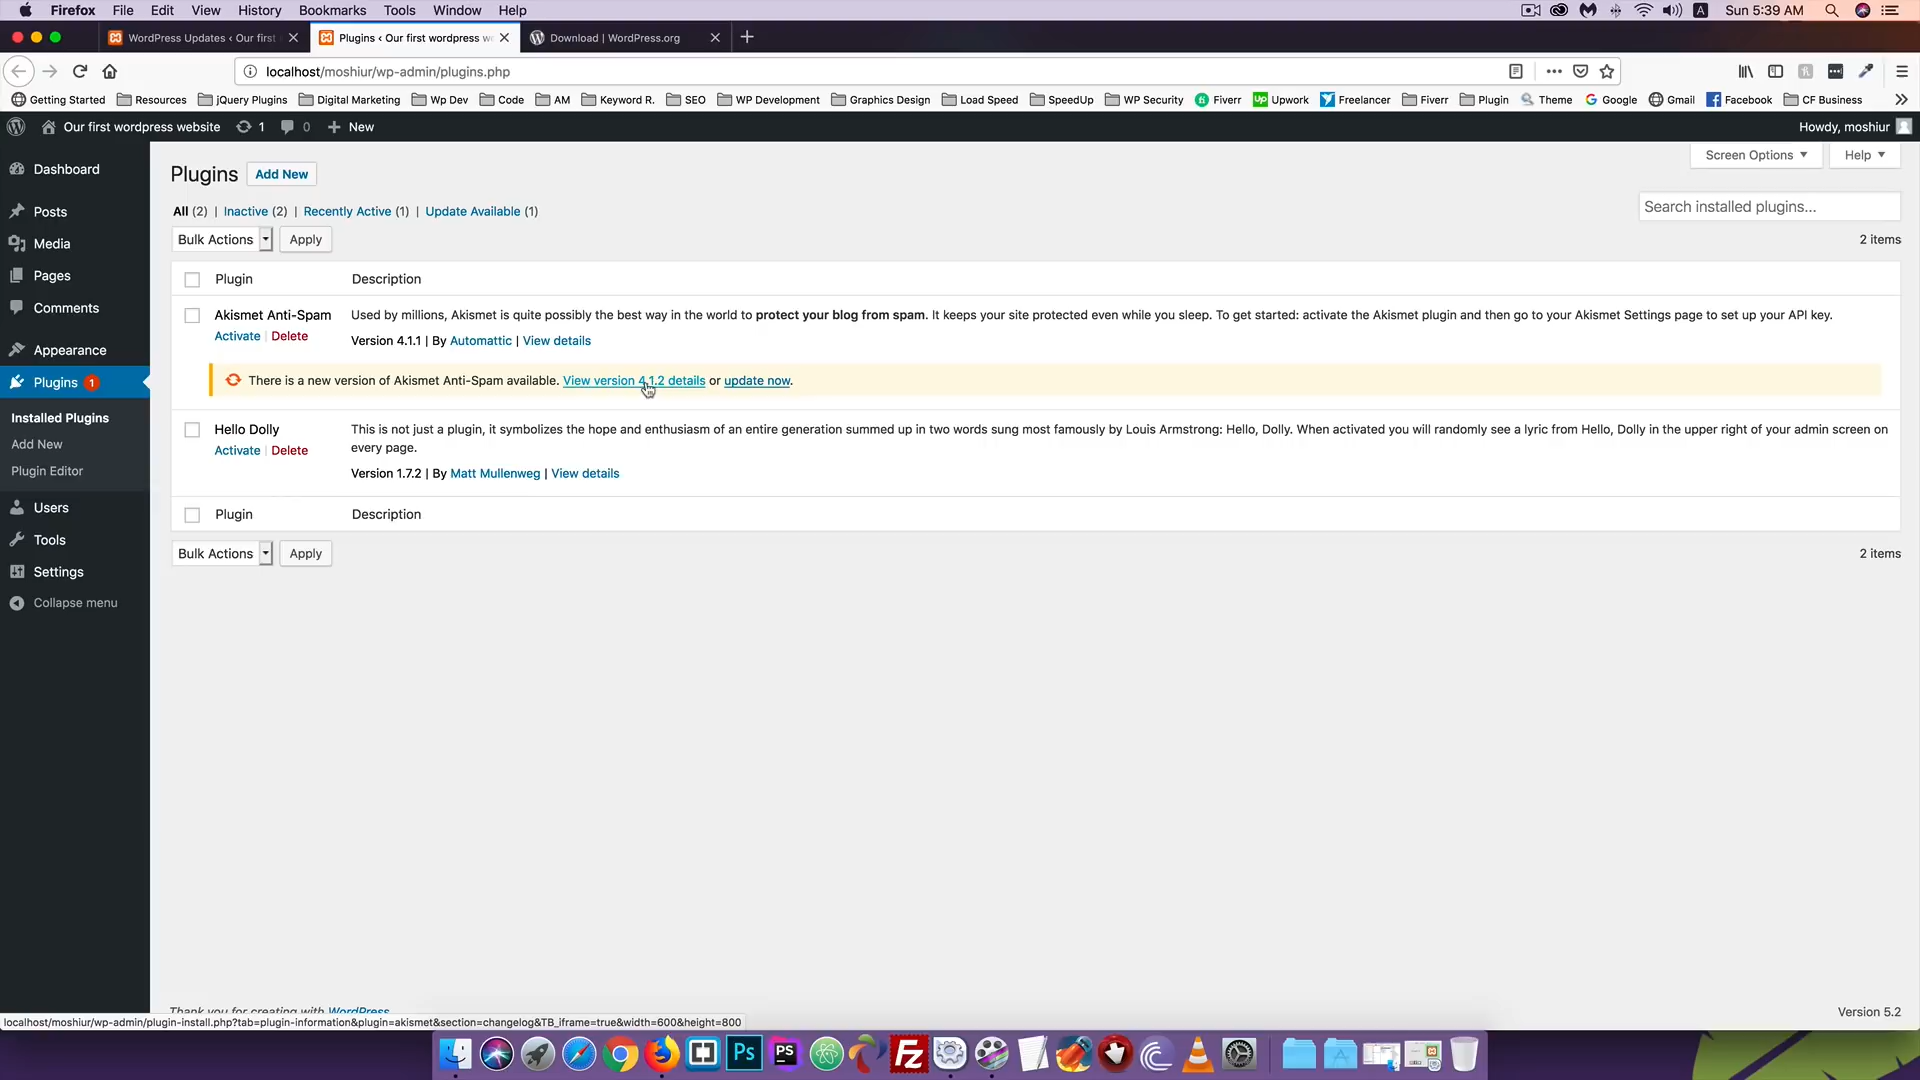 Firefox File Edit View History Bookmarks Tools Window Help
A Sun 5:39 AM
WordPress Updates ‹ Our first
Plugins ‹ Our first wordpress we
Download | WordPress.org
localhost/moshiur/wp-admin/plugins.php
Getting Started Resources jQuery Plugins Digital Marketing Wp Dev Code AM Keyword R. SEO WP Development Graphics Design Load Speed SpeedUp WP Security Fiverr Upwork Freelancer Fiverr Plugin Theme Google Gmail Facebook CF Business
Our first wordpress website 1 0 New
Howdy, moshiur
Dashboard
Posts
Media
Pages
Comments
Appearance
Plugins 1
Installed Plugins
Add New
Plugin Editor
Users
Tools
Settings
Collapse menu
Screen Options Help
Plugins Add New
All (2) | Inactive (2) | Recently Active (1) | Update Available (1)
Search installed plugins...
Bulk Actions Apply
2 items
Plugin Description
Akismet Anti-Spam
Activate | Delete
Used by millions, Akismet is quite possibly the best way in the world to protect your blog from spam. It keeps your site protected even while you sleep. To get started: activate the Akismet plugin and then go to your Akismet Settings page to set up your API key.
Version 4.1.1 | By Automattic | View details
There is a new version of Akismet Anti-Spam available. View version 4.1.2 details or update now.
Hello Dolly
Activate | Delete
This is not just a plugin, it symbolizes the hope and enthusiasm of an entire generation summed up in two words sung most famously by Louis Armstrong: Hello, Dolly. When activated you will randomly see a lyric from Hello, Dolly in the upper right of your admin screen on
every page.
Version 1.7.2 | By Matt Mullenweg | View details
Plugin Description
Bulk Actions Apply
2 items
Thank you for creating with WordPress
Version 5.2
localhost/moshiur/wp-admin/plugin-install.php?tab=plugin-information&plugin=akismet&section=changelog&TB_iframe=true&width=600&height=800
Ps PS FZ